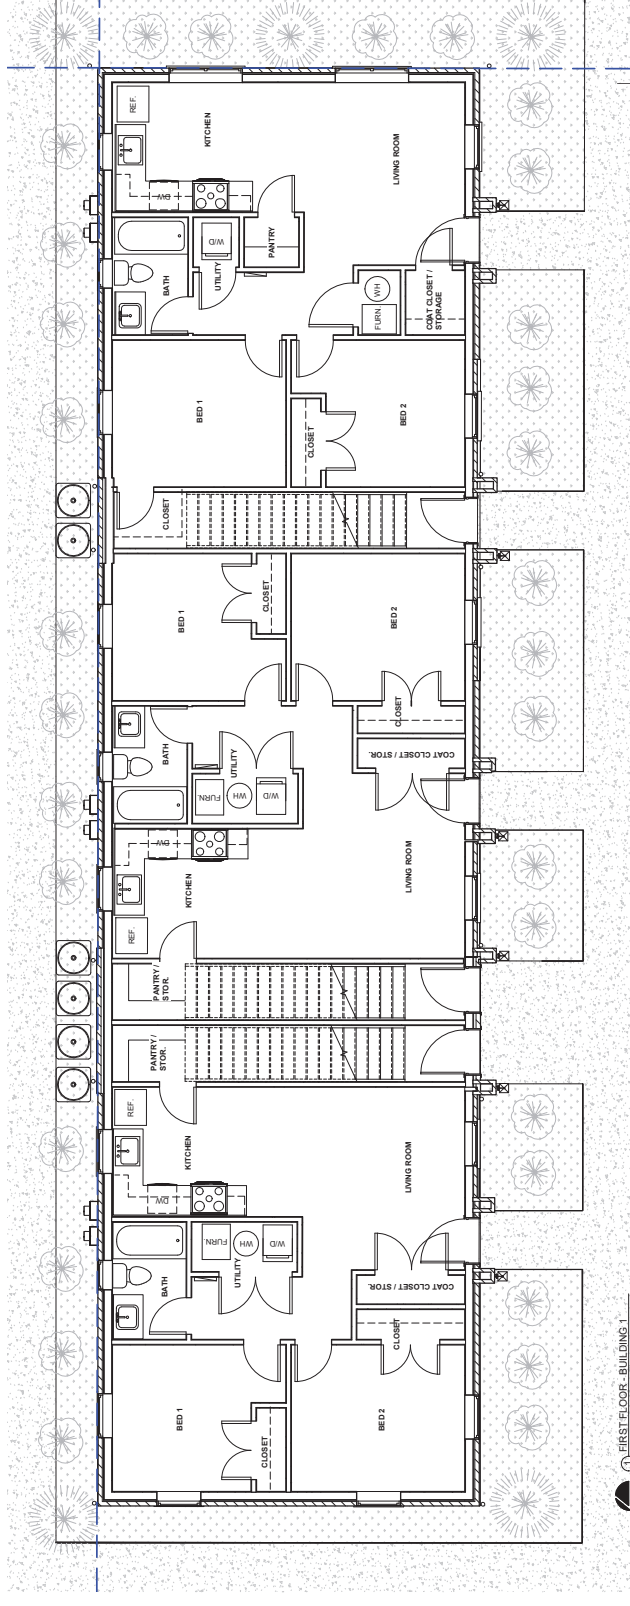 REF.
KITCHEN
LIVING ROOM
DW
W/D
PANTRY
BATH
UTILITY
WH
FURN.
COAT CLOSET /
STORAGE
BED 1
BED 2
CLOSET
CLOSET
BED 1
CLOSET
BED 2
CLOSET
BATH
UTILITY
COAT CLOSET / STOR.
FURN.
WH
W/D
DW
KITCHEN
LIVING ROOM
REF.
PANTRY /
STOR.
PANTRY /
STOR.
REF.
KITCHEN
LIVING ROOM
DW
FURN.
WH
W/D
BATH
UTILITY
COAT CLOSET / STOR.
CLOSET
BED 1
BED 2
CLOSET
1
FIRST FLOOR - BUILDING 1